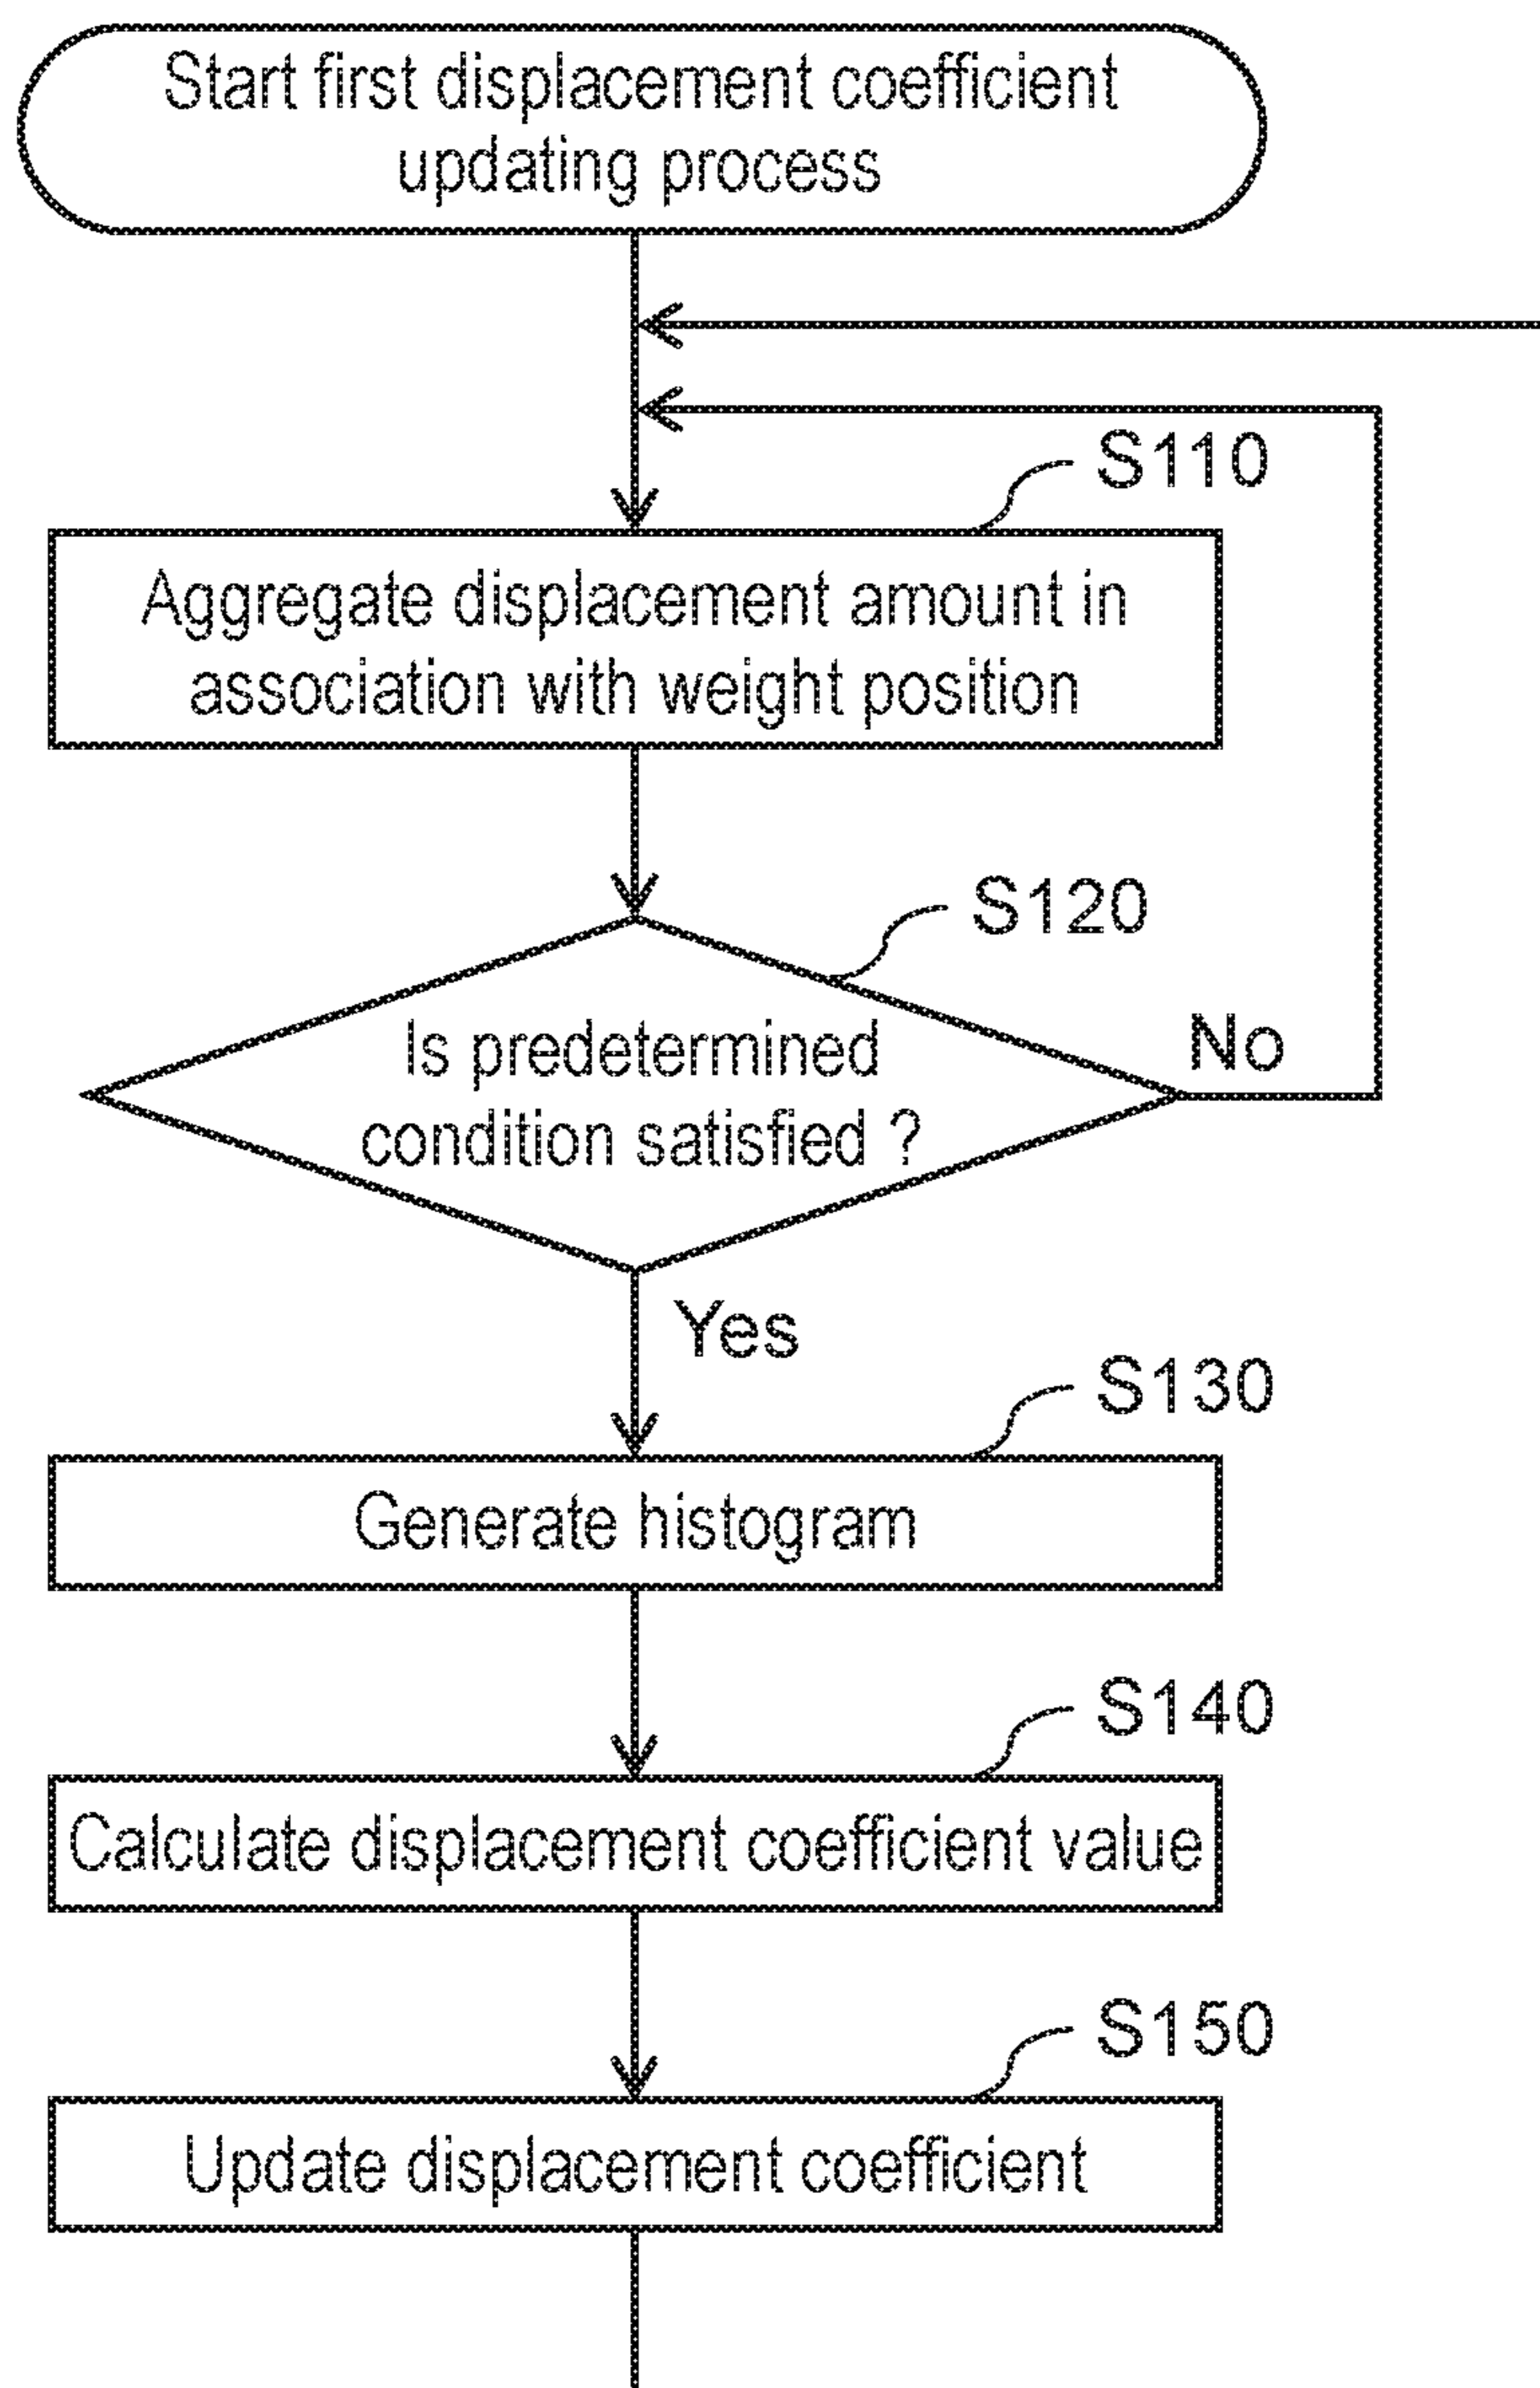 Start first displacement coefficient
updating process
S110
Aggregate displacement amount in
association with weight position
S120
Is predetermined
condition satisfied ?
No
Yes
S130
Generate histogram
S140
Calculate displacement coefficient value
S150
Update displacement coefficient